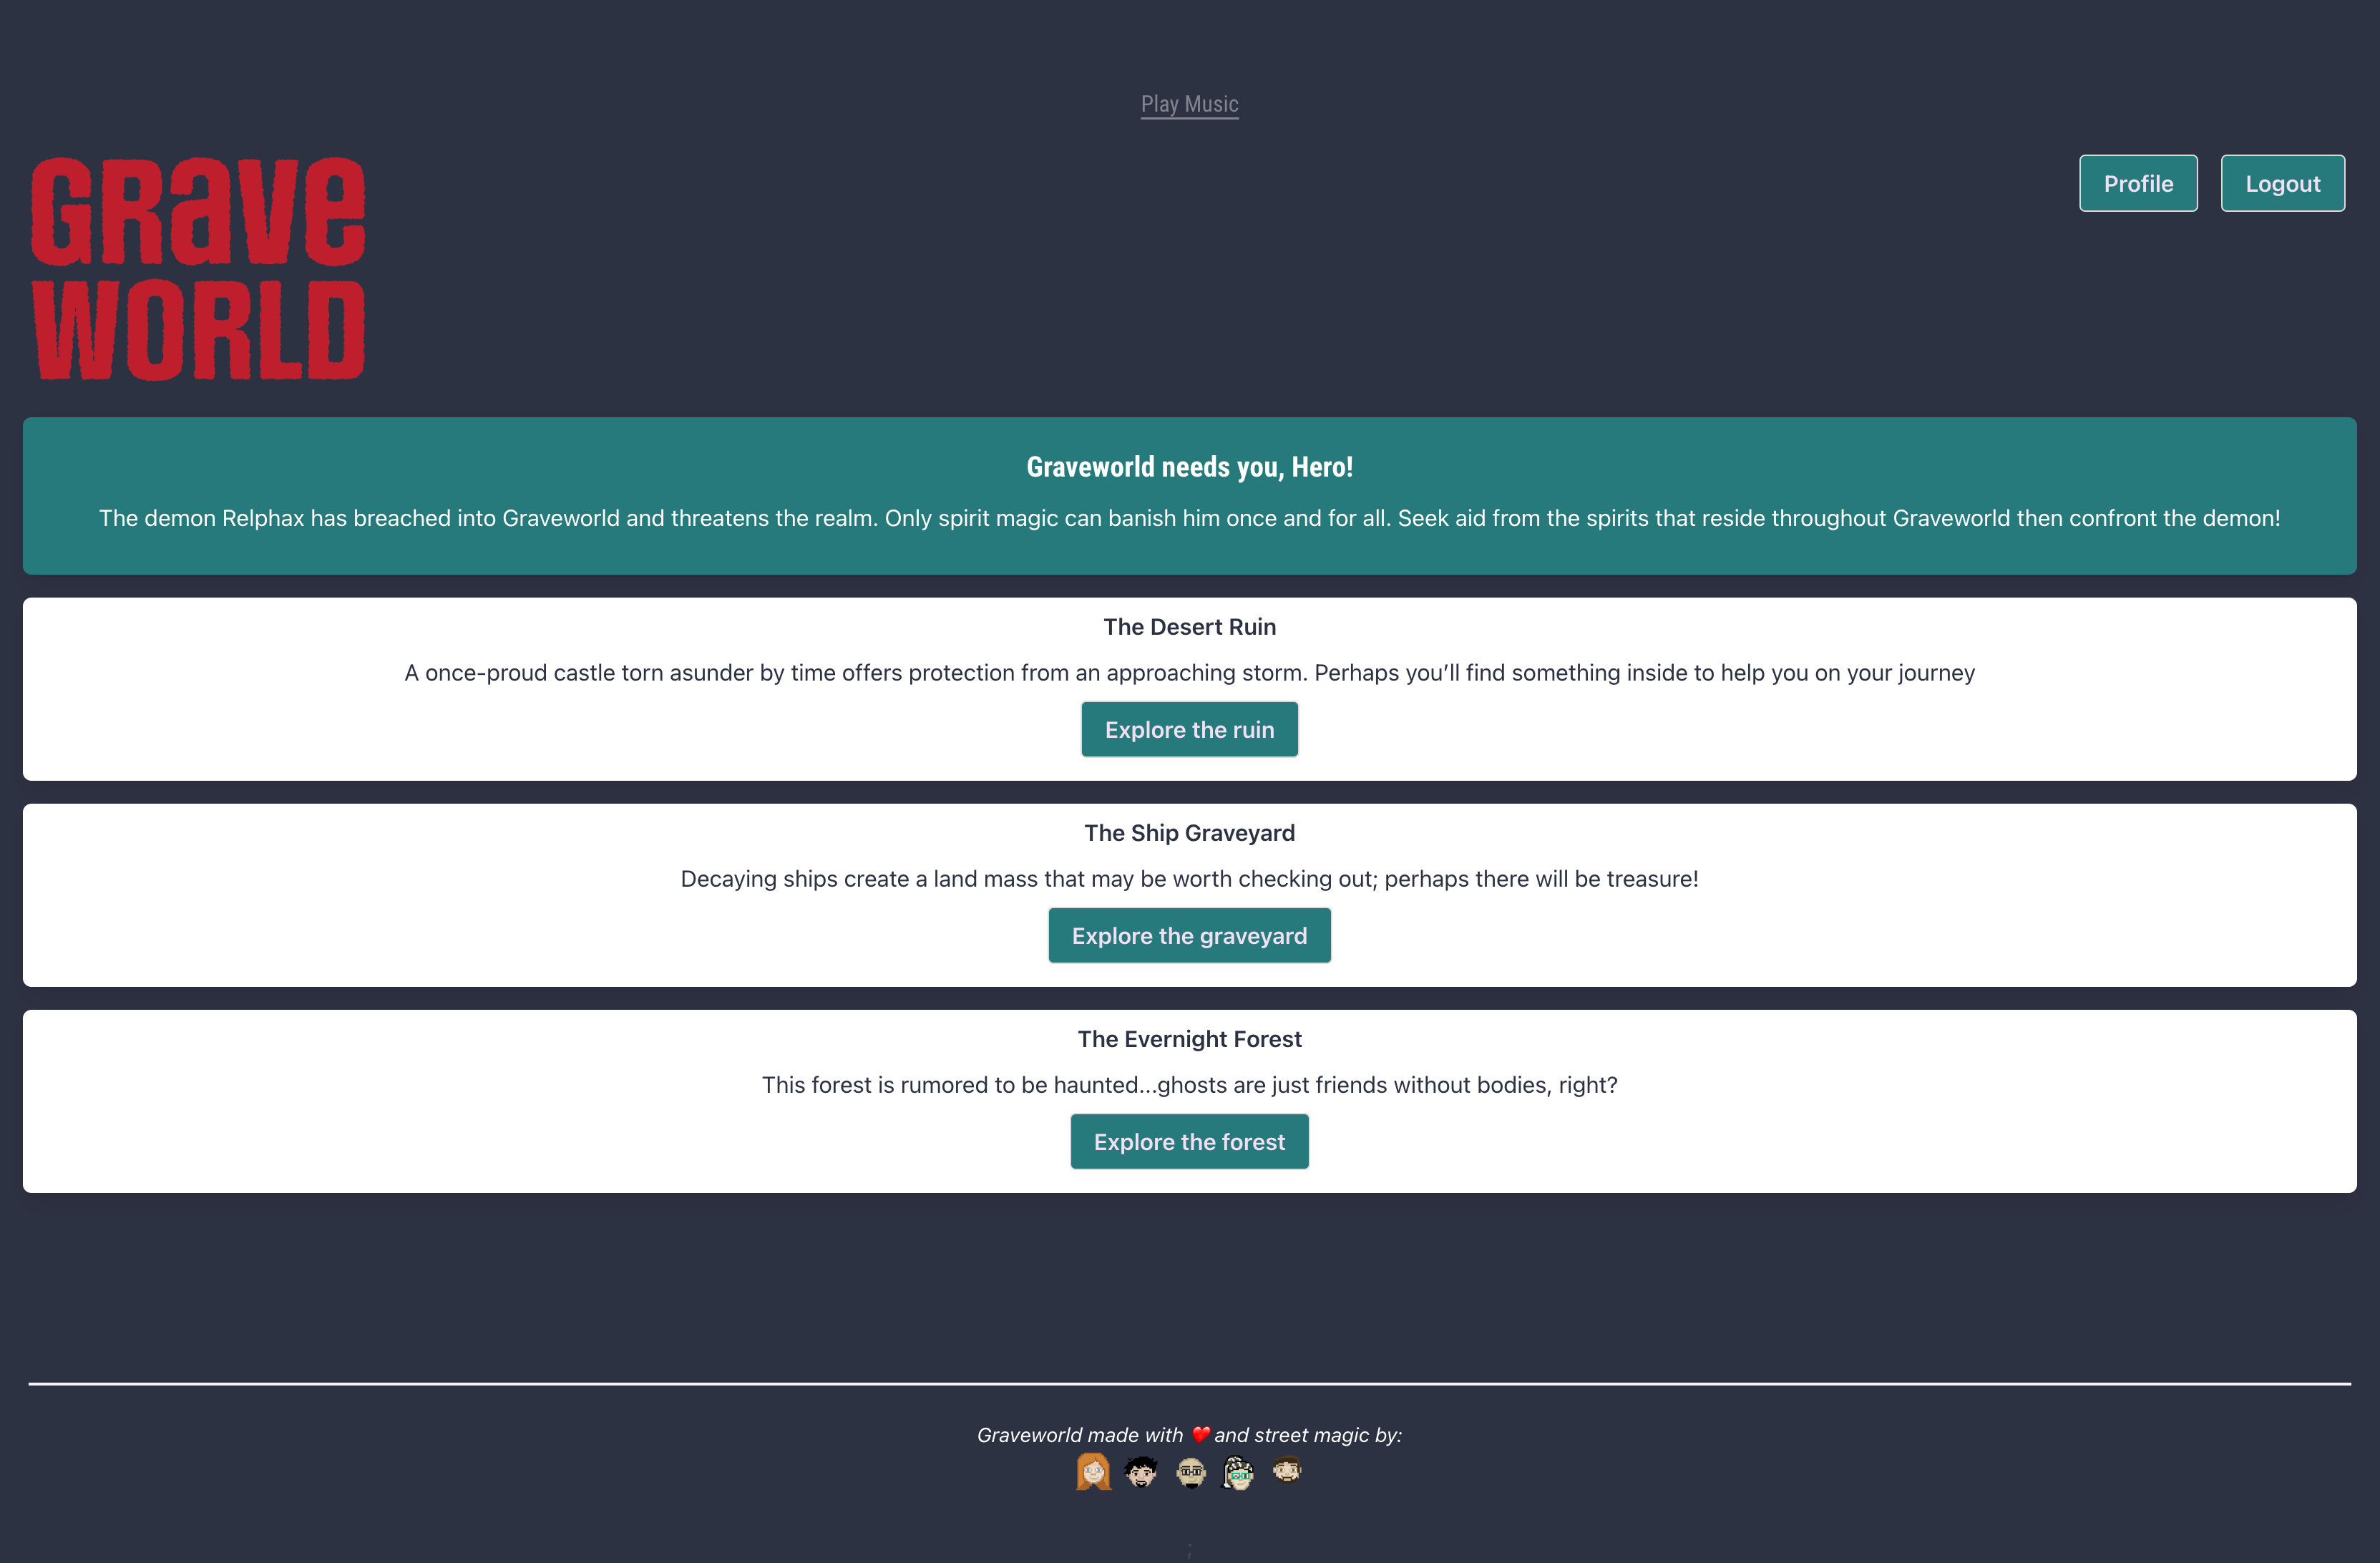 Play Music
GRave
WORLD
Profile
Logout
Graveworld needs you, Hero!
The demon Relphax has breached into Graveworld and threatens the realm. Only spirit magic can banish him once and for all. Seek aid from the spirits that reside throughout Graveworld then confront the demon!
The Desert Ruin
A once-proud castle torn asunder by time offers protection from an approaching storm. Perhaps you’ll find something inside to help you on your journey
Explore the ruin
The Ship Graveyard
Decaying ships create a land mass that may be worth checking out; perhaps there will be treasure!
Explore the graveyard
The Evernight Forest
This forest is rumored to be haunted...ghosts are just friends without bodies, right?
Explore the forest
Graveworld made with ❤️ and street magic by:
;